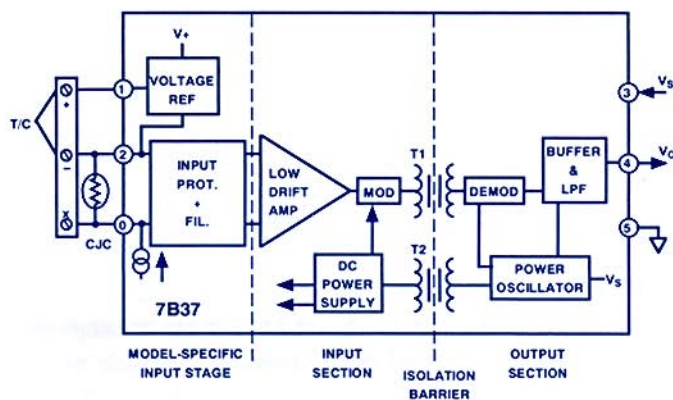 V+
VOLTAGE
REF
1
T/C
+
−
x
2
0
CJC
INPUT
PROT.
+
FIL.
LOW
DRIFT
AMP
MOD
T1
DEMOD
BUFFER
&
LPF
3
VS
4
VO
5
T2
DC
POWER
SUPPLY
POWER
OSCILLATOR
VS
7B37
MODEL-SPECIFIC
INPUT STAGE
INPUT
SECTION
ISOLATION
BARRIER
OUTPUT
SECTION